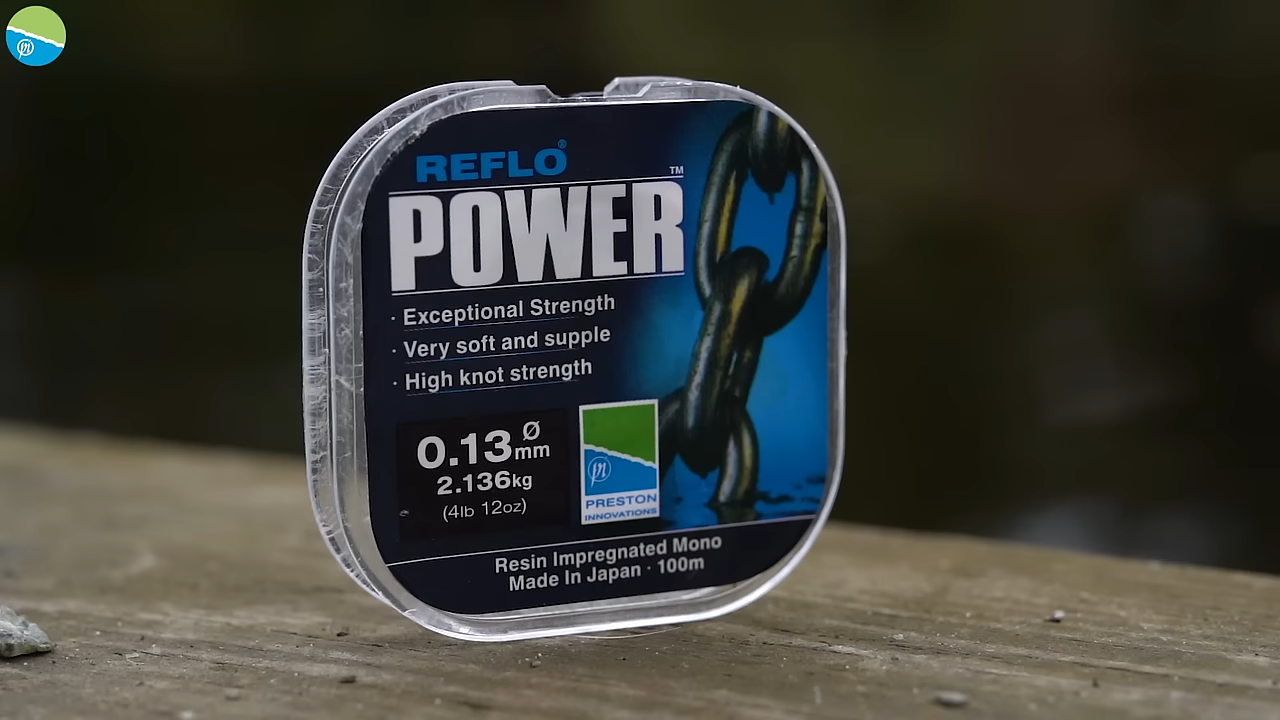 REFLO®
POWER™
· Exceptional Strength
· Very soft and supple
· High knot strength
0.13 Ø mm
2.136kg
(4lb 12oz)
PRESTON
INNOVATIONS
Resin Impregnated Mono
Made In Japan · 100m